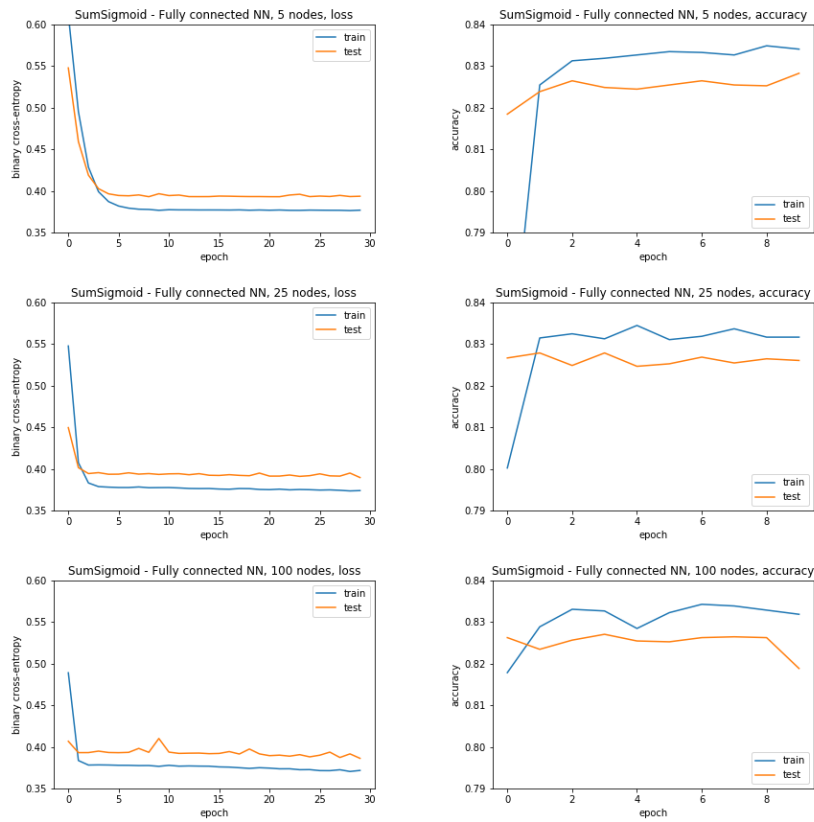 SumSigmoid - Fully connected NN, 5 nodes, loss
0.60
0.55
0.50
0.45
0.40
0.35
binary cross-entropy
train
test
0 5 10 15 20 25 30
epoch
SumSigmoid - Fully connected NN, 5 nodes, accuracy
0.84
0.83
0.82
0.80
0.79
accuracy
train
test
0 2 4 6 8
epoch
SumSigmoid - Fully connected NN, 25 nodes, loss
0.60
0.55
0.50
0.45
0.40
0.35
binary cross-entropy
train
test
0 5 10 15 20 25 30
epoch
SumSigmoid - Fully connected NN, 25 nodes, accuracy
0.84
0.83
0.82
0.80
0.79
accuracy
train
test
0 2 4 6 8
epoch
SumSigmoid - Fully connected NN, 100 nodes, loss
0.60
0.55
0.50
0.45
0.40
0.35
binary cross-entropy
train
test
0 5 10 15 20 25 30
epoch
SumSigmoid - Fully connected NN, 100 nodes, accuracy
0.84
0.83
0.82
0.80
0.79
accuracy
train
test
0 2 4 6 8
epoch